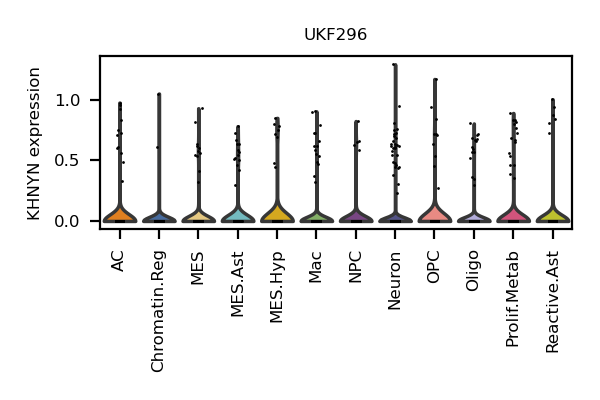 UKF296
KHNYN expression
1.0
0.5
0.0
AC
Chromatin.Reg
MES
MES.Ast
MES.Hyp
Mac
NPC
Neuron
OPC
Oligo
Prolif.Metab
Reactive.Ast